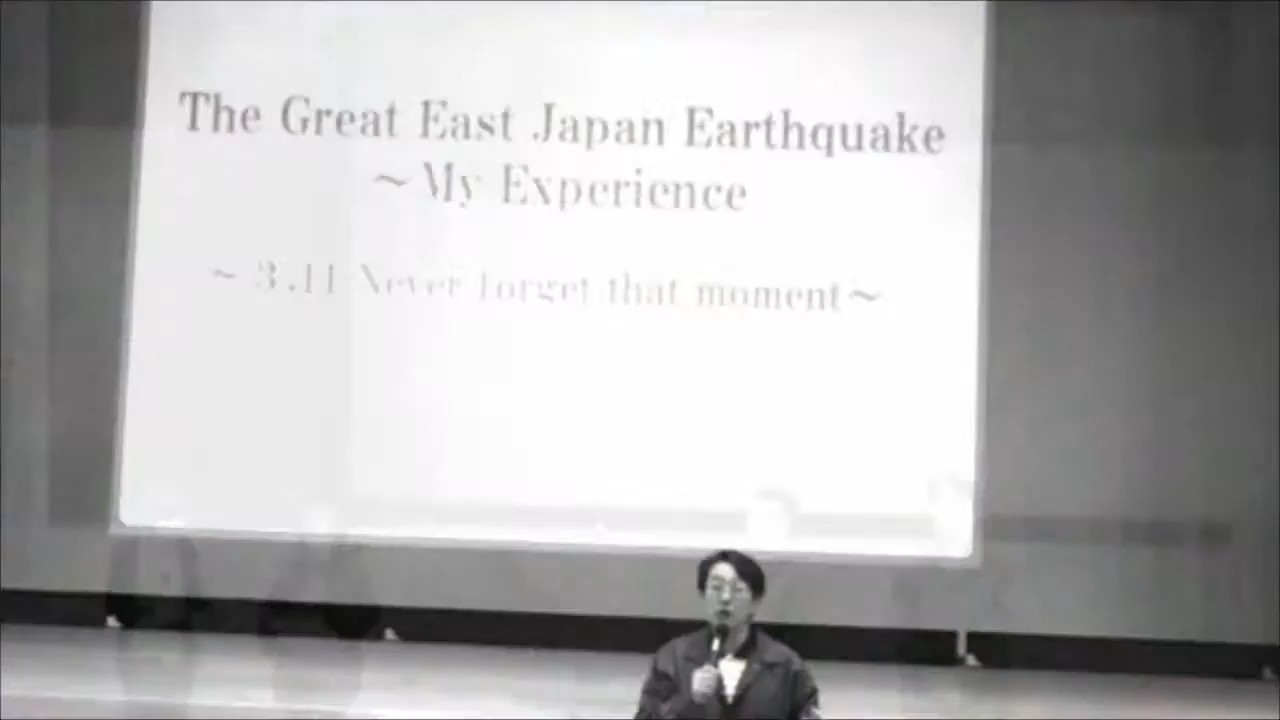 The Great East Japan Earthquake
~My Experience
~ 3.11 Never forget that moment~